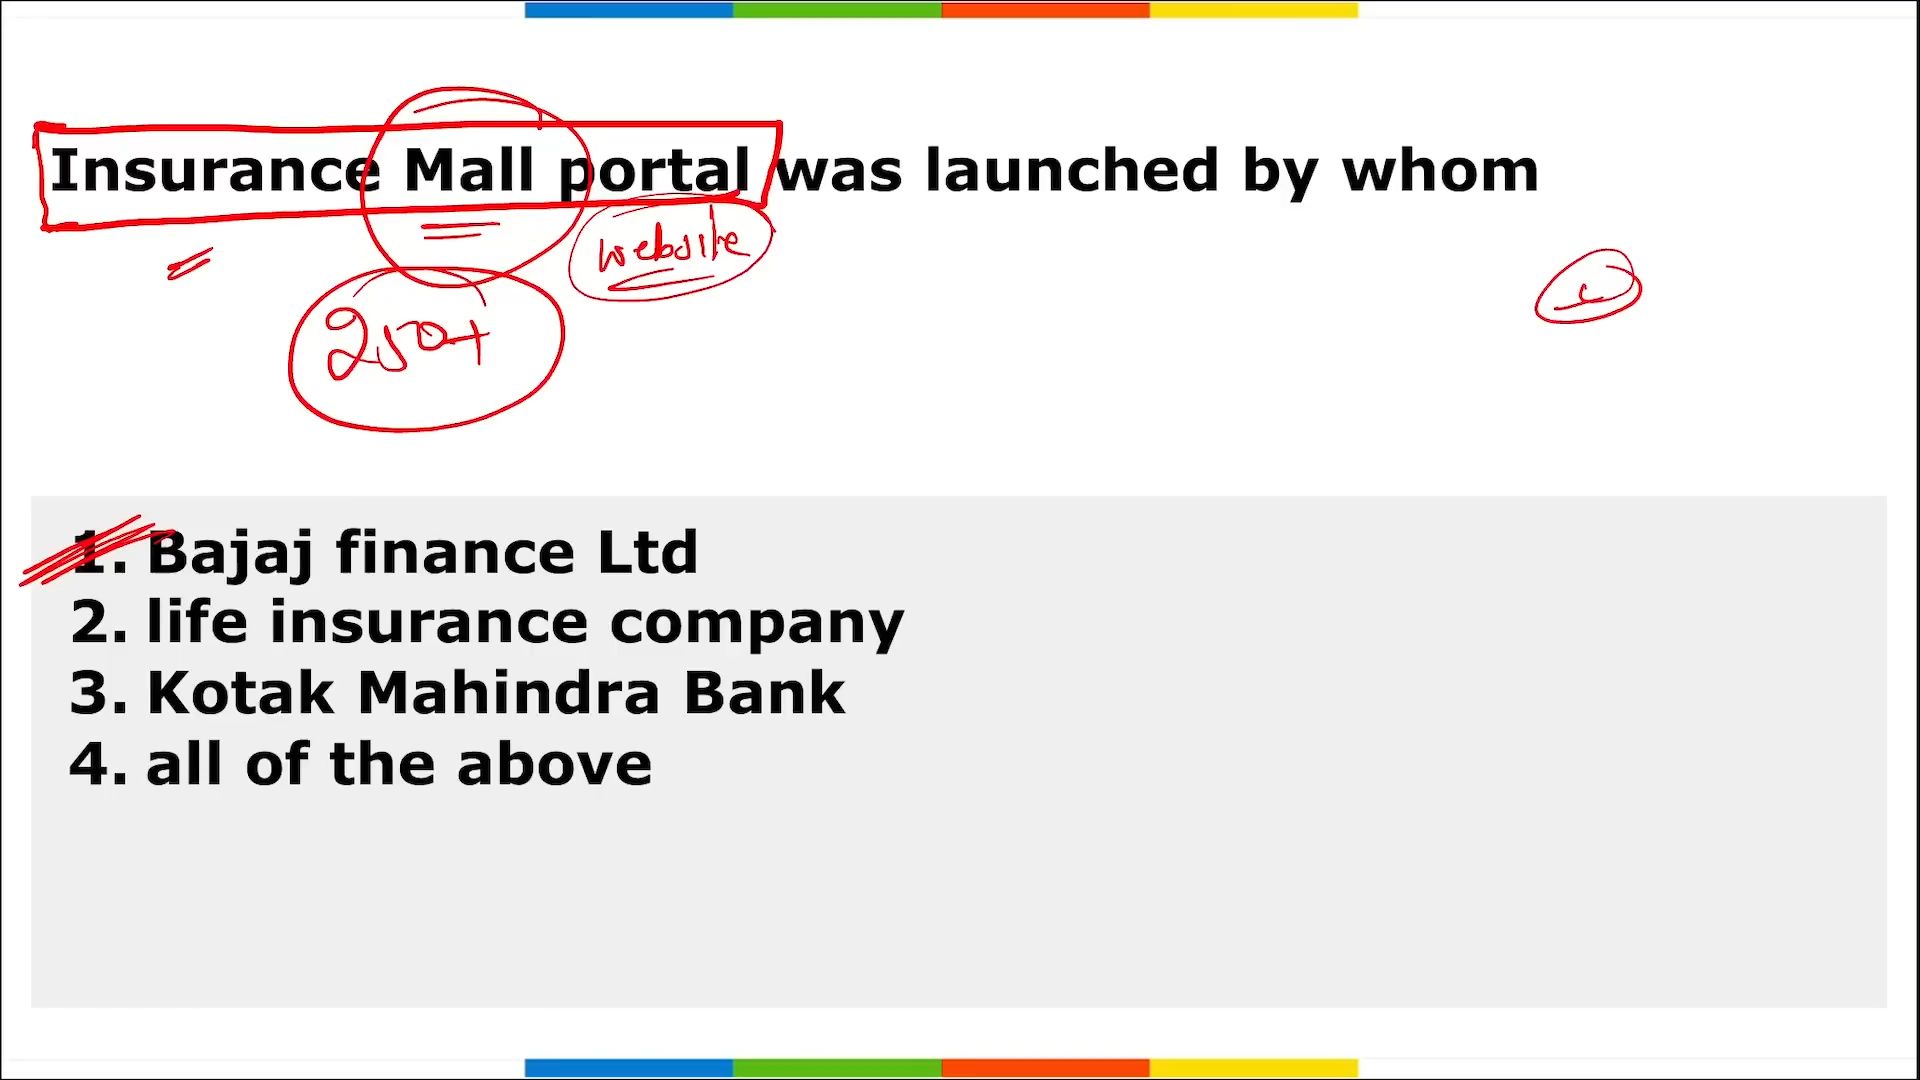 Insurance Mall portal was launched by whom
website
250+
1. Bajaj finance Ltd
2. life insurance company
3. Kotak Mahindra Bank
4. all of the above